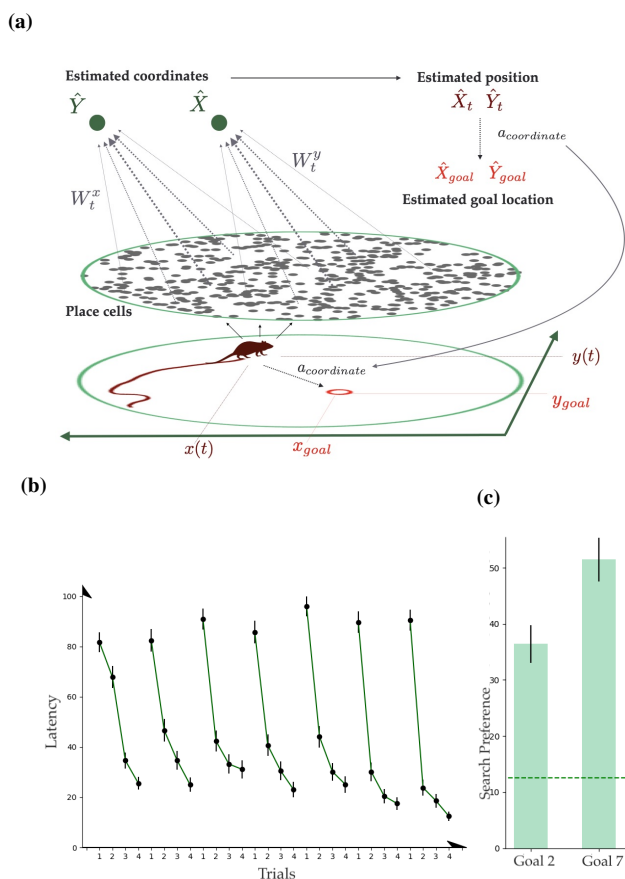 (a)
Estimated coordinates
Estimated position
Ŷ
X̂
X̂t Ŷt
a_coordinate
W_t^y
X̂goal Ŷgoal
W_t^x
Estimated goal location
Place cells
a_coordinate
y(t)
y_goal
x(t)
x_goal
(b)
(c)
Latency
100
80
60
40
20
0
1 2 3 4 1 2 3 4 1 2 3 4 1 2 3 4 1 2 3 4 1 2 3 4 1 2 3 4
Trials
Search Preference
50
40
30
20
10
0
Goal 2 Goal 7